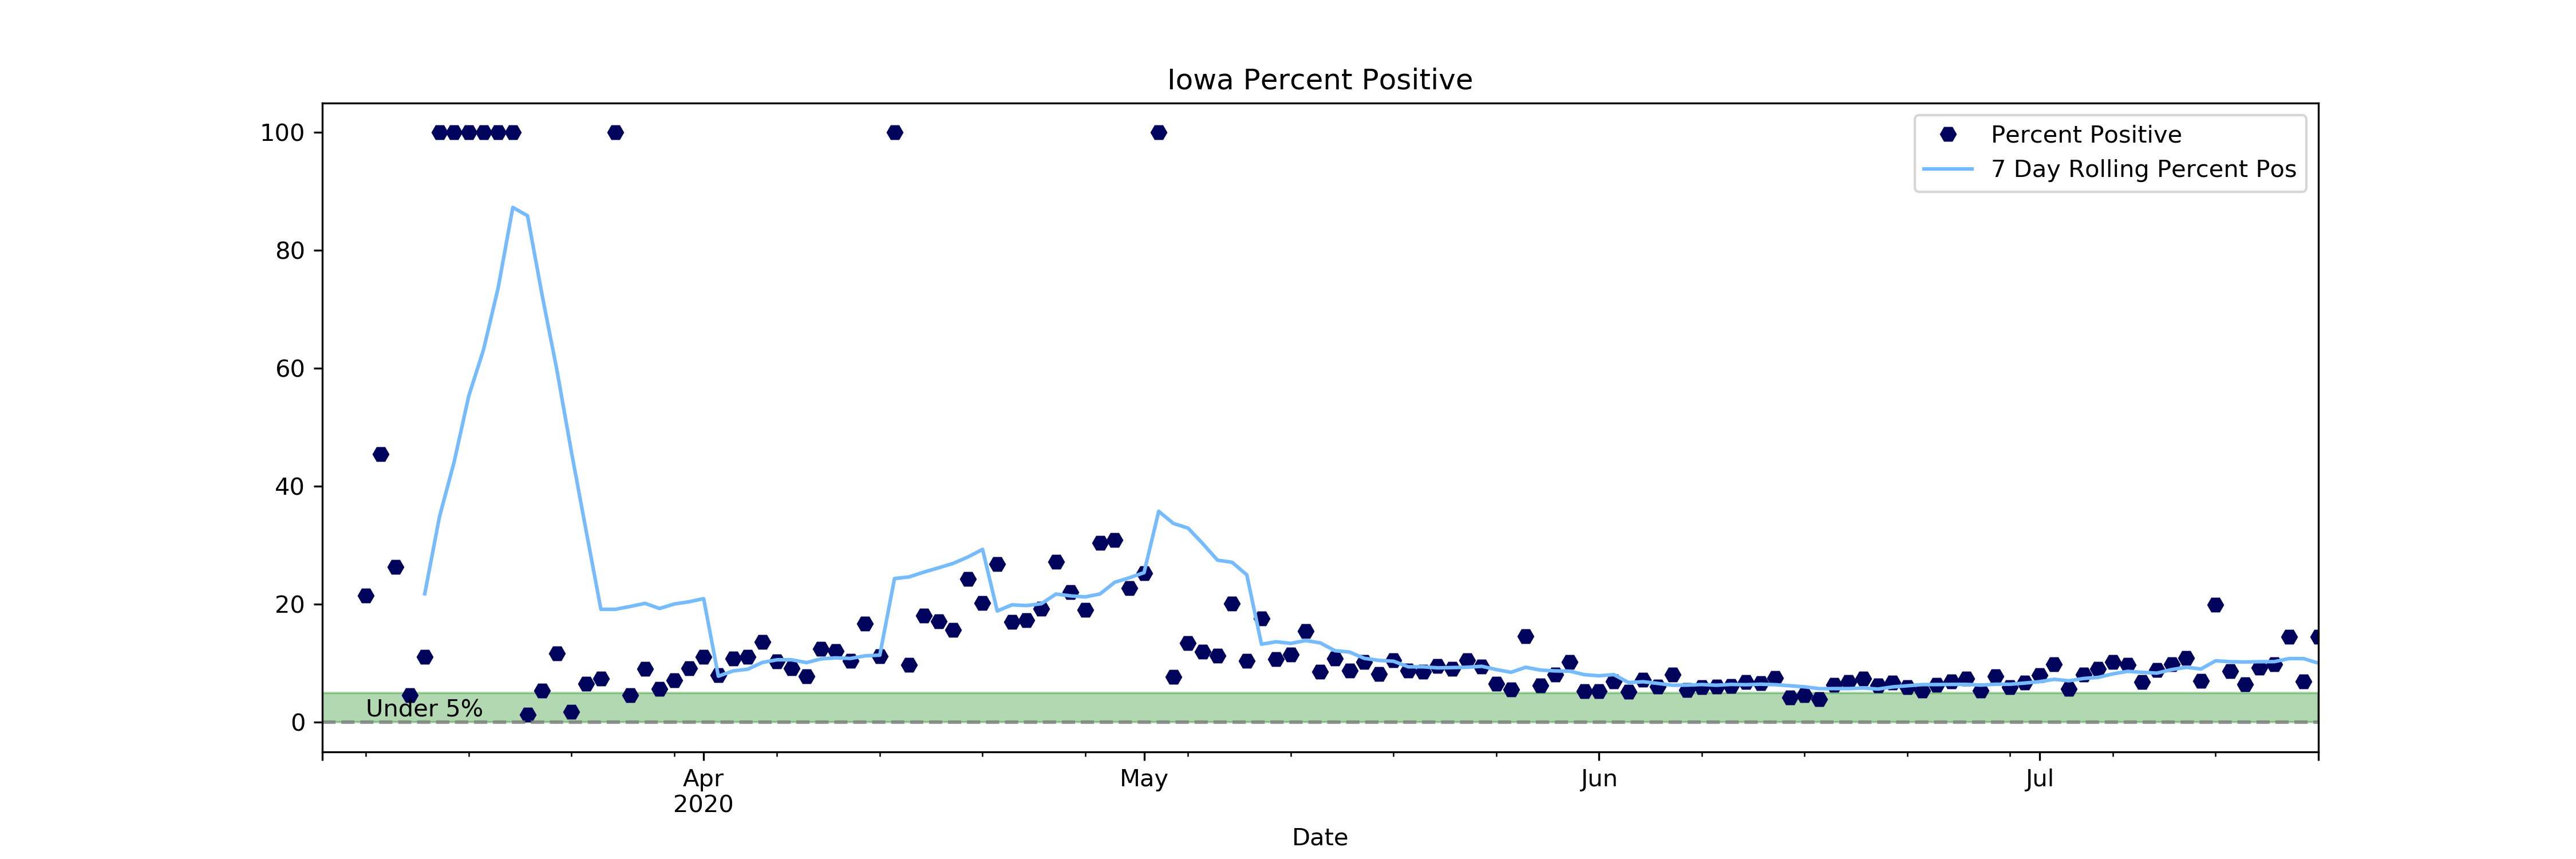 Iowa Percent Positive
100
80
60
40
20
0
Percent Positive
7 Day Rolling Percent Pos
Under 5%
Apr
2020
May
Jun
Jul
Date